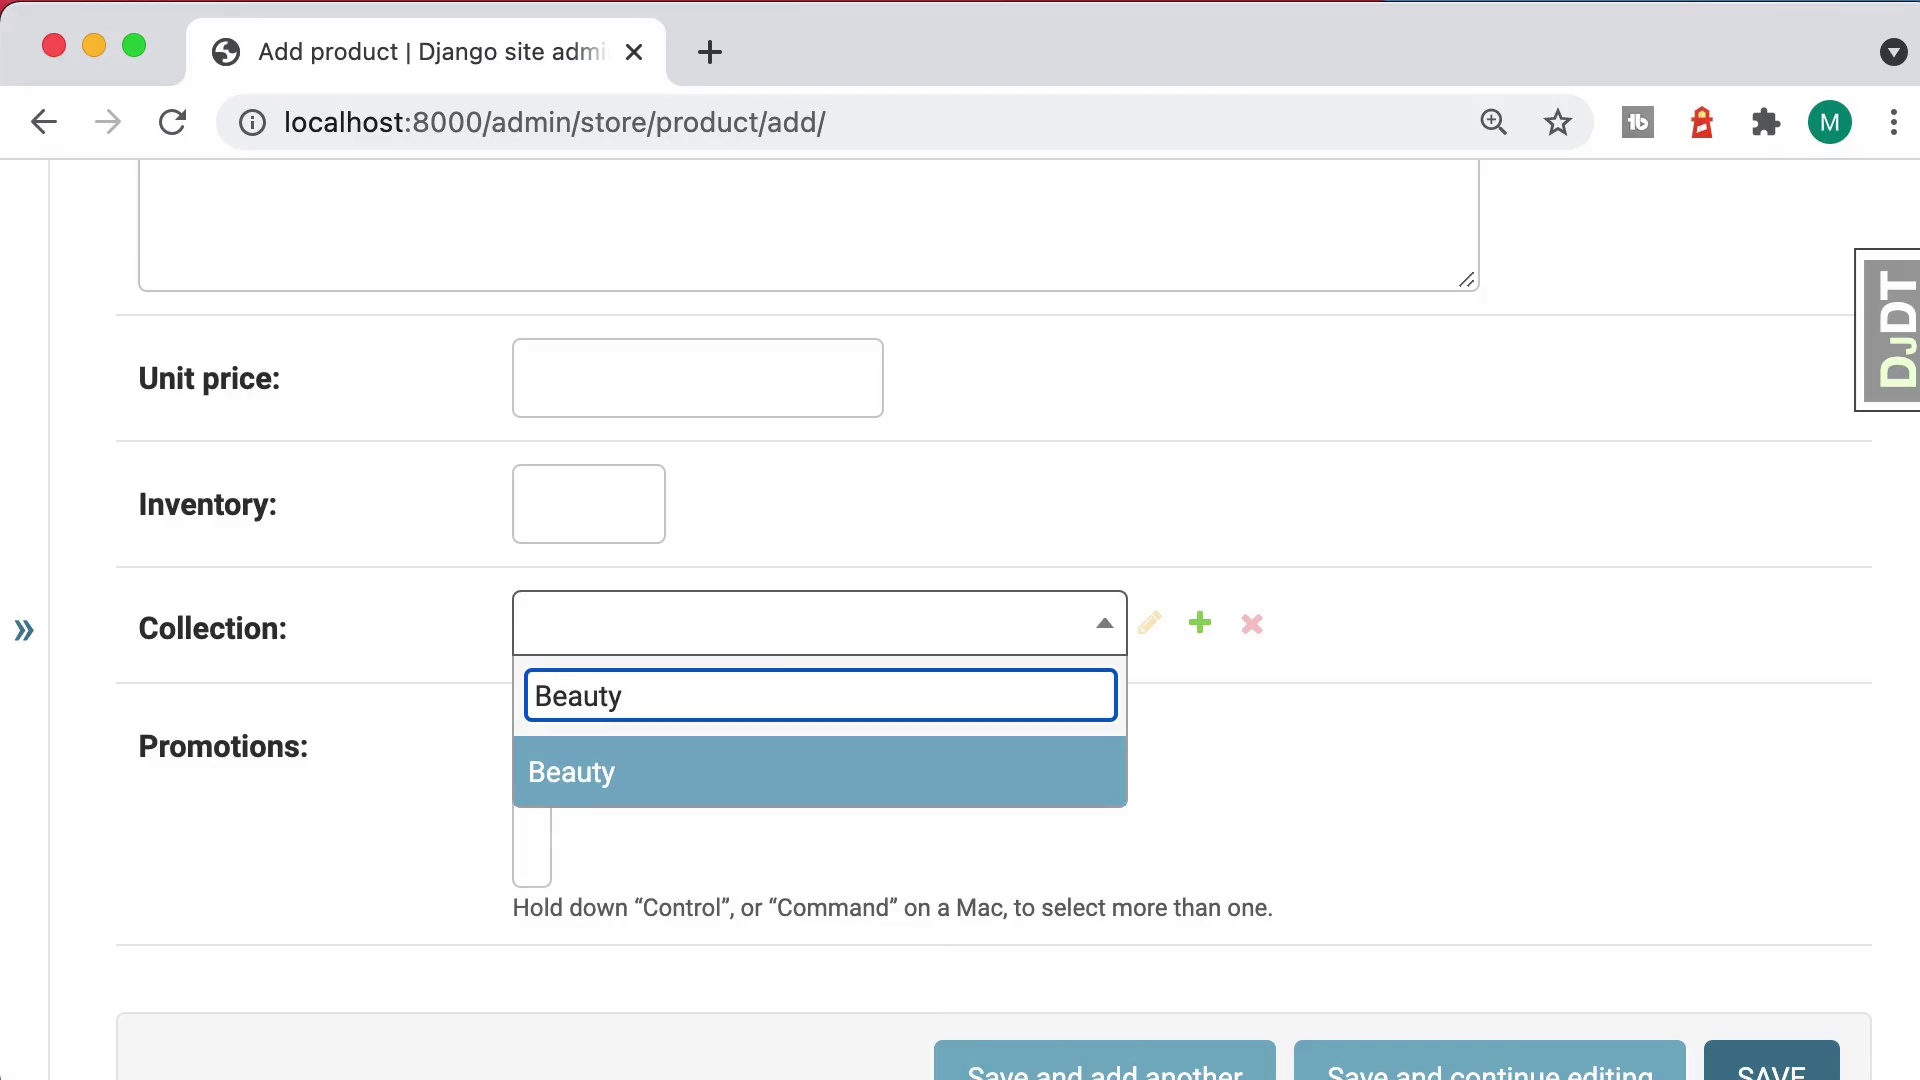 Add product | Django site admi
localhost:8000/admin/store/product/add/
M
DJDT
Unit price:
Inventory:
Collection:
Beauty
Beauty
Promotions:
Hold down “Control”, or “Command” on a Mac, to select more than one.
Save and add another
Save and continue editing
SAVE